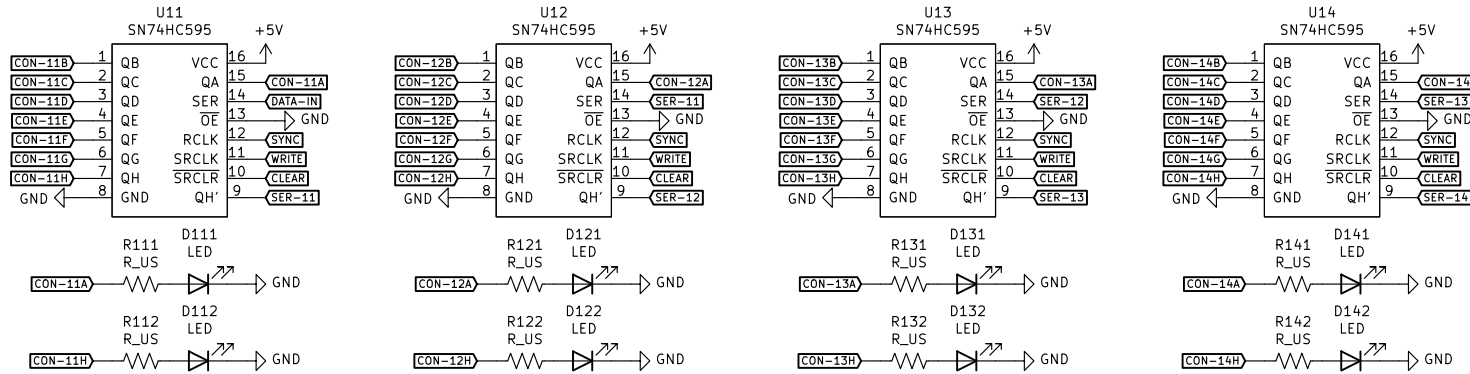 U11 U12 U13 U14
SN74HC595 SN74HC595 SN74HC595 SN74HC595
+5V +5V +5V +5V
CON-11B 1 QB VCC 16 CON-12B 1 QB VCC 16 CON-13B 1 QB VCC 16 CON-14B 1 QB VCC 16
CON-11C 2 QC QA 15 CON-11A CON-12C 2 QC QA 15 CON-12A CON-13C 2 QC QA 15 CON-13A CON-14C 2 QC QA 15 CON-14
CON-11D 3 QD SER 14 DATA-IN CON-12D 3 QD SER 14 SER-11 CON-13D 3 QD SER 14 SER-12 CON-14D 3 QD SER 14 SER-13
CON-11E 4 QE OE 13 GND CON-12E 4 QE OE 13 GND CON-13E 4 QE OE 13 GND CON-14E 4 QE OE 13 GND
CON-11F 5 QF RCLK 12 SYNC CON-12F 5 QF RCLK 12 SYNC CON-13F 5 QF RCLK 12 SYNC CON-14F 5 QF RCLK 12 SYNC
CON-11G 6 QG SRCLK 11 WRITE CON-12G 6 QG SRCLK 11 WRITE CON-13G 6 QG SRCLK 11 WRITE CON-14G 6 QG SRCLK 11 WRITE
CON-11H 7 QH SRCLR 10 CLEAR CON-12H 7 QH SRCLR 10 CLEAR CON-13H 7 QH SRCLR 10 CLEAR CON-14H 7 QH SRCLR 10 CLEAR
GND 8 GND QH' 9 SER-11 GND 8 GND QH' 9 SER-12 GND 8 GND QH' 9 SER-13 GND 8 GND QH' 9 SER-14
R111 D111 R121 D121 R131 D131 R141 D141
R_US LED R_US LED R_US LED R_US LED
CON-11A GND CON-12A GND CON-13A GND CON-14A GND
R112 D112 R122 D122 R132 D132 R142 D142
R_US LED R_US LED R_US LED R_US LED
CON-11H GND CON-12H GND CON-13H GND CON-14H GND